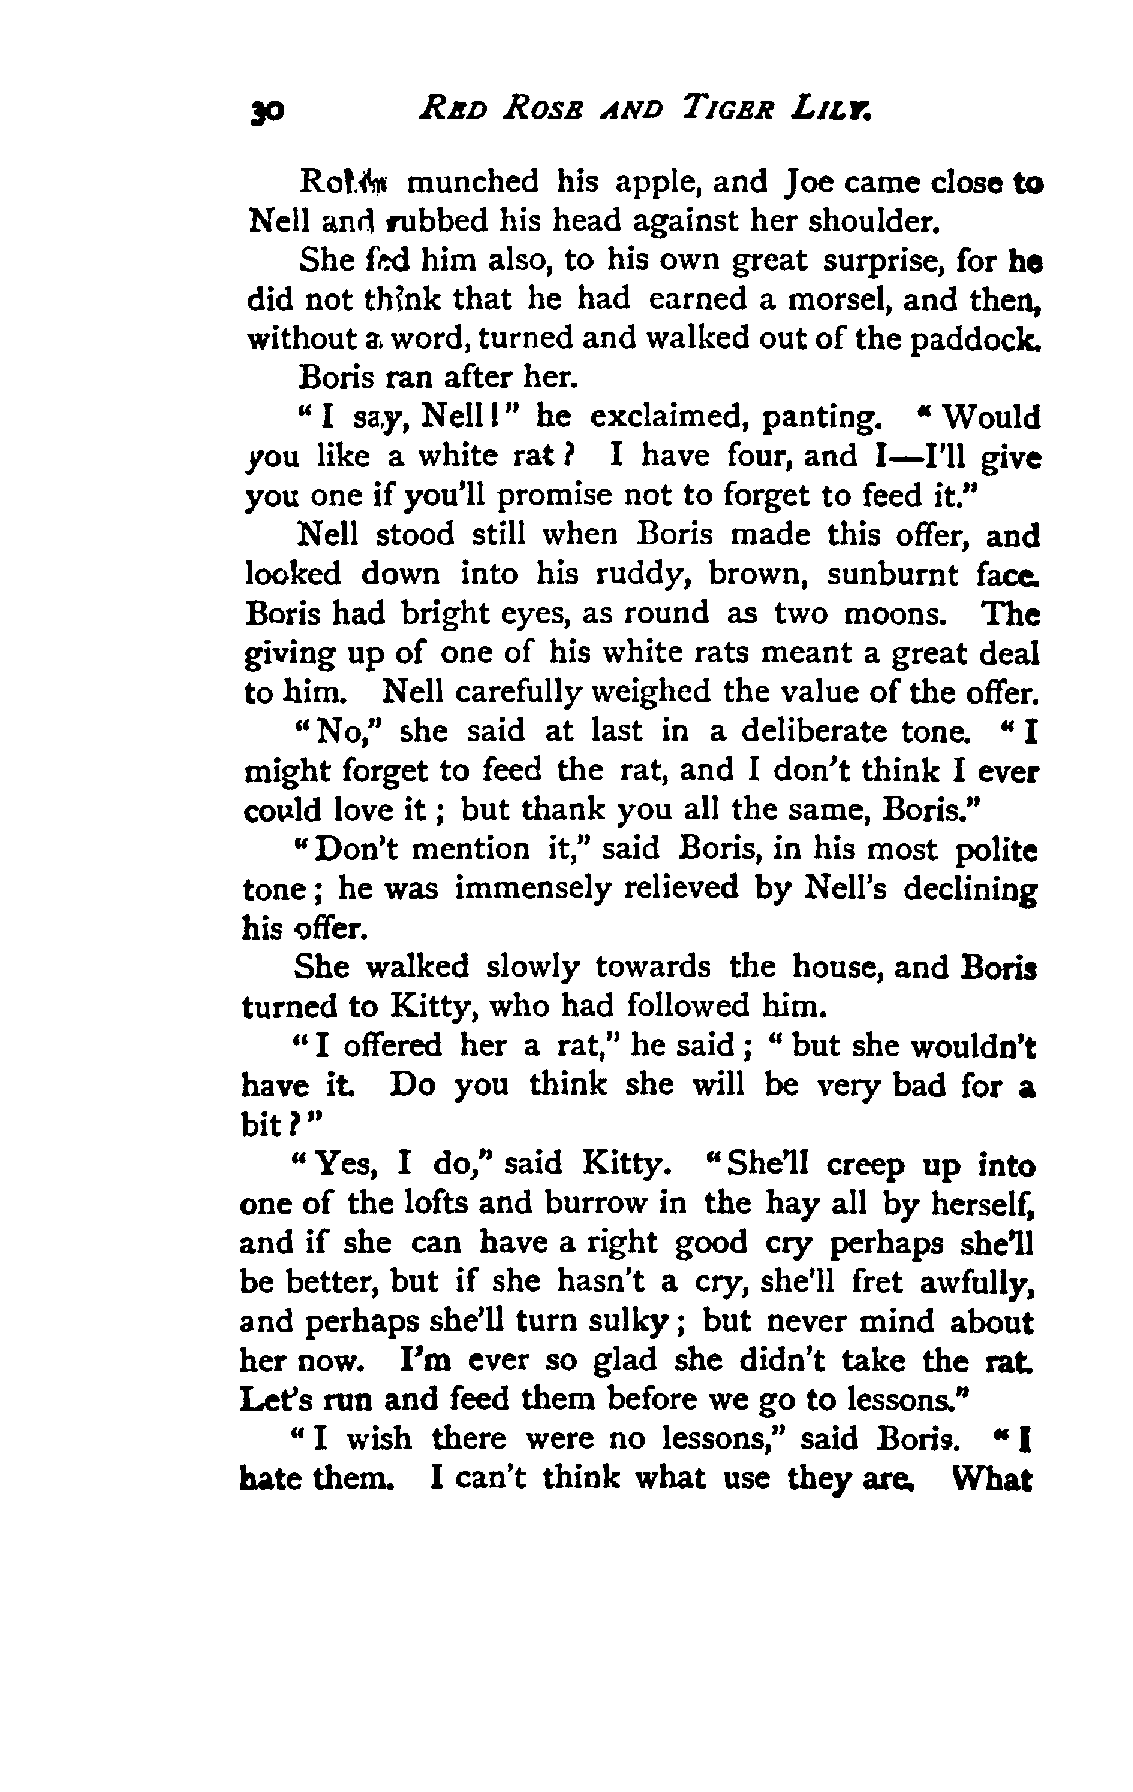 30 RED ROSE AND TIGER LILY.
munched his apple, and Joe came close to
Nell and rubbed his head against her shoulder.
She fed him also, to his own great surprise, for he
did not think that he had earned a morsel, and then,
without a word, turned and walked out of the paddock.
Boris ran after her.
"I say, Nell!" he exclaimed, panting. "Would
you like a white rat? I have four, and I—I'll give
you one if you'll promise not to forget to feed it."
Nell stood still when Boris made this offer, and
looked down into his ruddy, brown, sunburnt face.
Boris had bright eyes, as round as two moons. The
giving up of one of his white rats meant a great deal
to him. Nell carefully weighed the value of the offer.
"No," she said at last in a deliberate tone. "I
might forget to feed the rat, and I don't think I ever
could love it; but thank you all the same, Boris."
"Don't mention it," said Boris, in his most polite
tone; he was immensely relieved by Nell's declining
his offer.
She walked slowly towards the house, and Boris
turned to Kitty, who had followed him.
"I offered her a rat," he said; "but she wouldn't
have it. Do you think she will be very bad for a
bit?"
"Yes, I do," said Kitty. "She'll creep up into
one of the lofts and burrow in the hay all by herself,
and if she can have a right good cry perhaps she'll
be better, but if she hasn't a cry, she'll fret awfully,
and perhaps she'll turn sulky; but never mind about
her now. I'm ever so glad she didn't take the rat.
Let's run and feed them before we go to lessons."
"I wish there were no lessons," said Boris. "I
hate them. I can't think what use they are. What